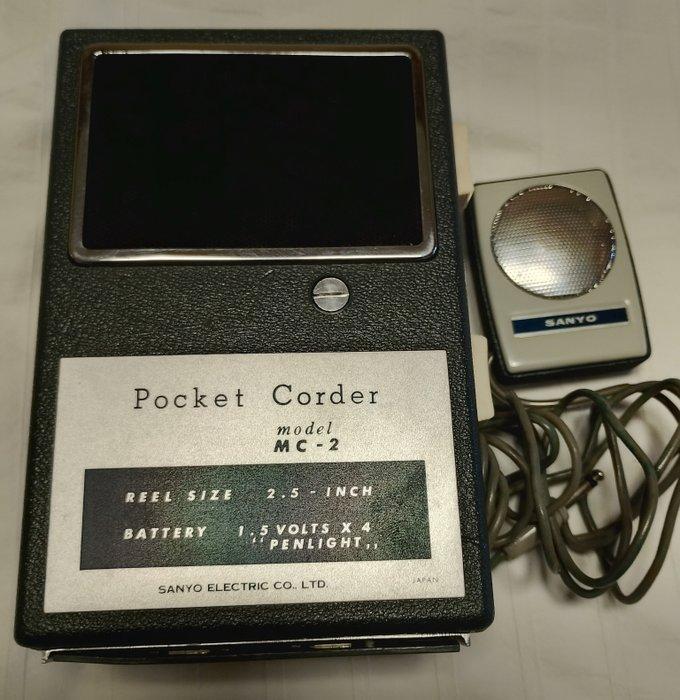 Pocket Corder
model
MC-2
REEL SIZE 2.5-INCH
BATTERY 1.5 VOLTS X 4
"PENLIGHT"
SANYO ELECTRIC CO., LTD.
JAPAN
SANYO